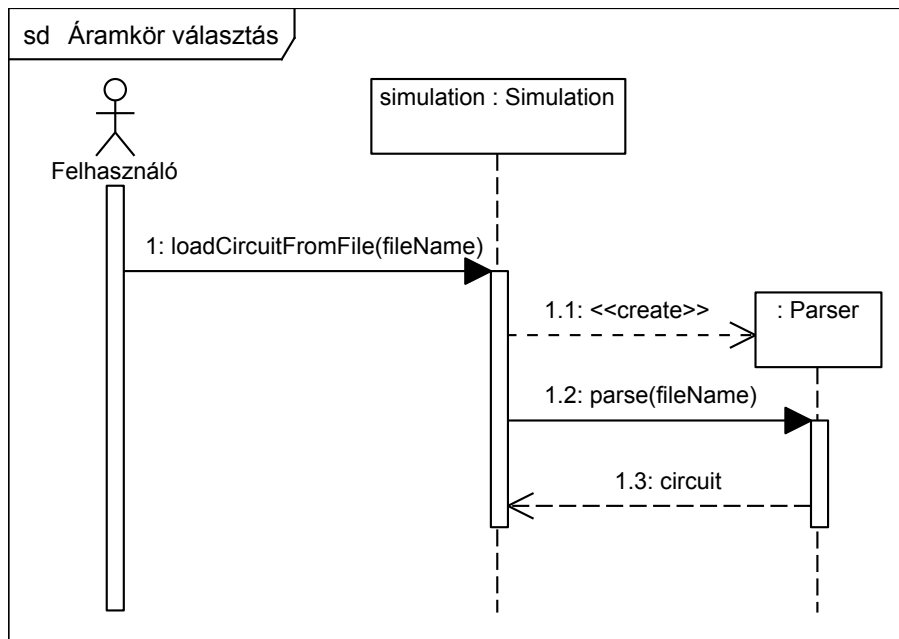 sd Áramkör választás
simulation : Simulation
Felhasználó
1: loadCircuitFromFile(fileName)
1.1: <<create>>
: Parser
1.2: parse(fileName)
1.3: circuit